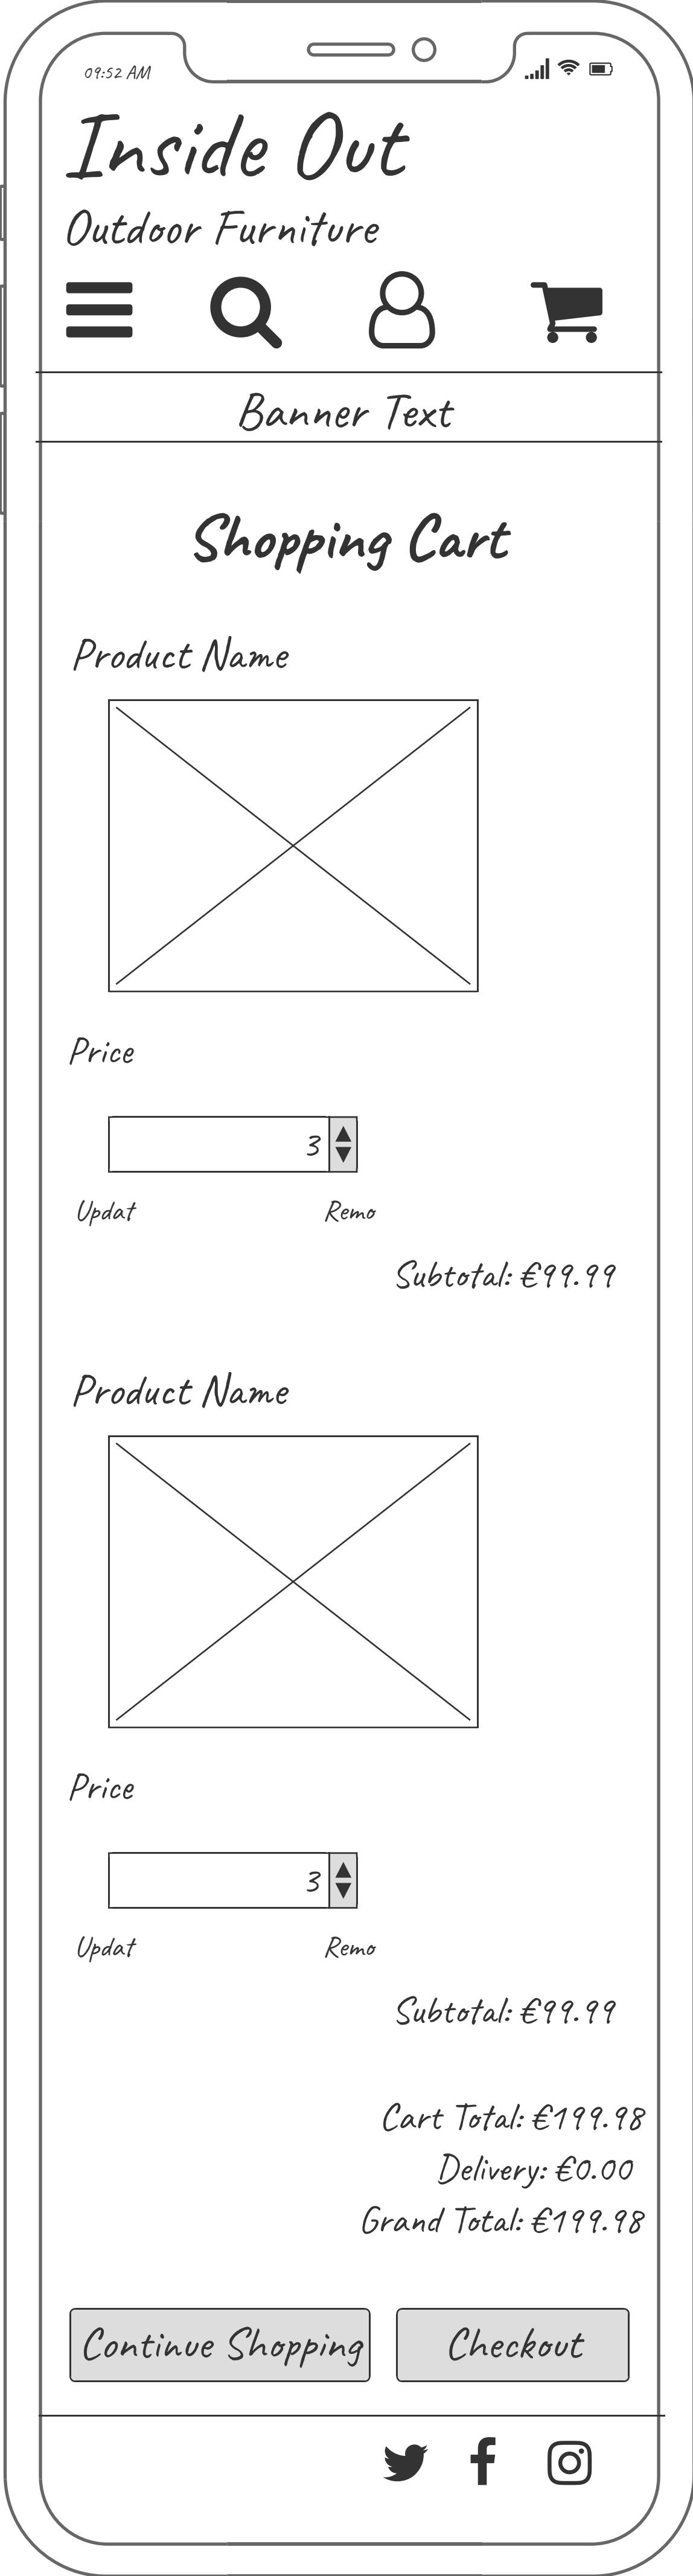 09:52 AM
Inside Out
Outdoor Furniture
Banner Text
Shopping Cart
Product Name
Price
3
Updat Remo
Subtotal: €99.99
Product Name
Price
3
Updat Remo
Subtotal: €99.99
Cart Total: €199.98
Delivery: €0.00
Grand Total: €199.98
Continue Shopping Checkout